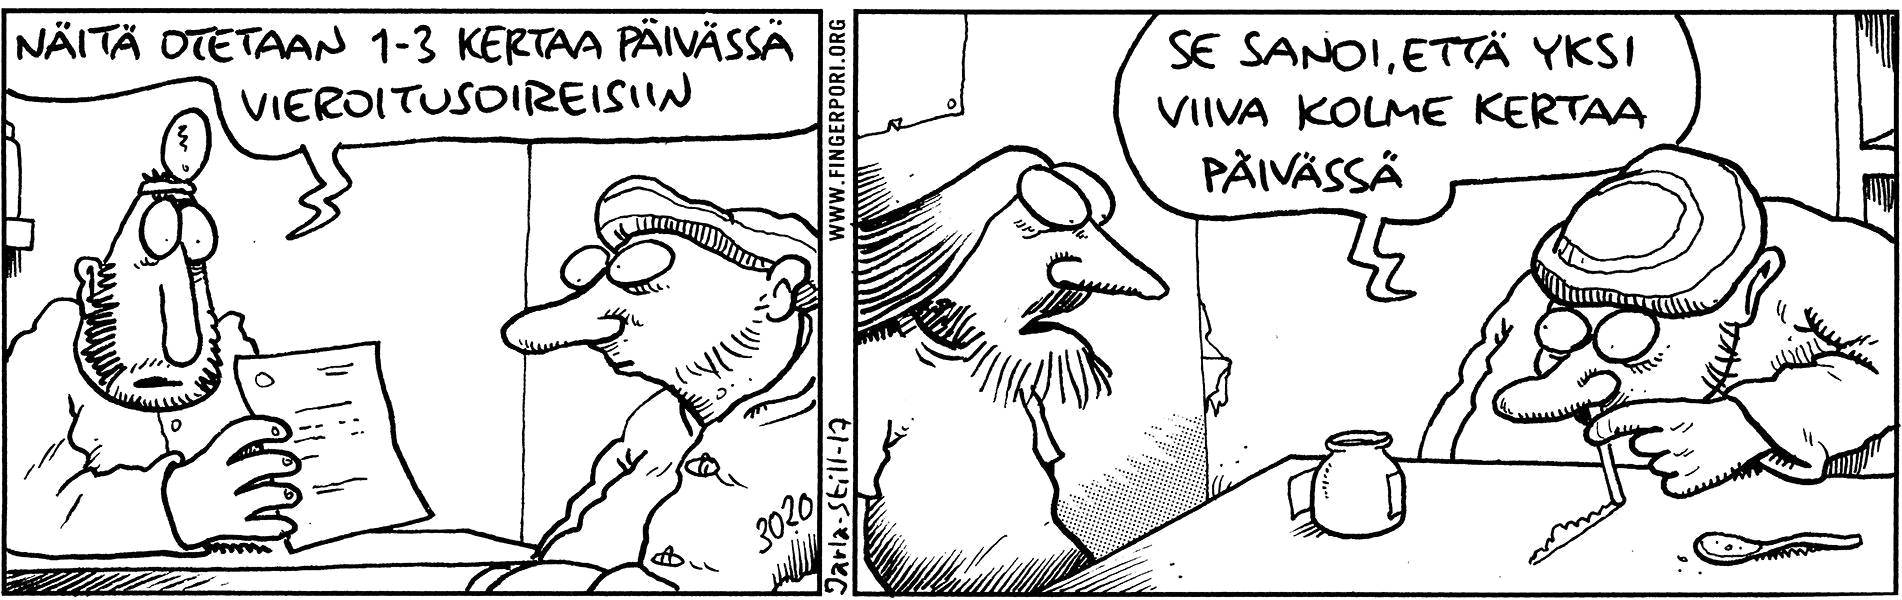 NÄITÄ OTETAAN 1-3 KERTAA PÄIVÄSSÄ
VIEROITUSOIREISIIN
3020
Jarla-Still-17
WWW.FINGERPORI.ORG
SE SANOI, ETTÄ YKSI
VIIVA KOLME KERTAA
PÄIVÄSSÄ